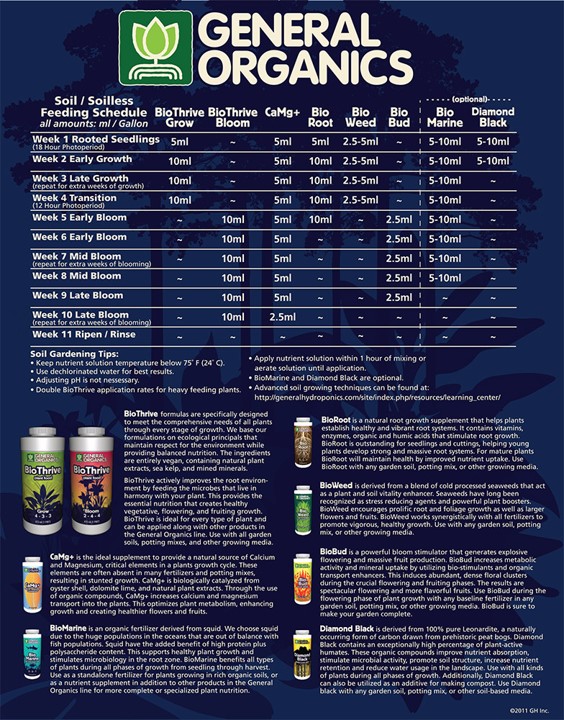 GENERAL
ORGANICS
Soil / Soilless
Feeding Schedule
all amounts: ml / Gallon
BioThrive Grow | BioThrive Bloom | CaMg+ | Bio Root | Bio Weed | Bio Bud | (optional) Bio Marine | Diamond Black
Week 1 Rooted Seedlings 5ml ~ 5ml 5ml 2.5-5ml ~ 5-10ml 5-10ml
(18 Hour Photoperiod)
Week 2 Early Growth 10ml ~ 5ml 10ml 2.5-5ml ~ 5-10ml 5-10ml
Week 3 Late Growth 10ml ~ 5ml 10ml 2.5-5ml ~ 5-10ml ~
(repeat for extra weeks of growth)
Week 4 Transition 10ml ~ 5ml 10ml 2.5-5ml ~ 5-10ml ~
(12 Hour Photoperiod)
Week 5 Early Bloom ~ 10ml 5ml 10ml ~ 2.5ml 5-10ml ~
Week 6 Early Bloom ~ 10ml 5ml ~ ~ 2.5ml 5-10ml ~
Week 7 Mid Bloom ~ 10ml 5ml ~ ~ 2.5ml 5-10ml ~
(repeat for extra weeks of blooming)
Week 8 Mid Bloom ~ 10ml 5ml ~ ~ 2.5ml 5-10ml ~
Week 9 Late Bloom ~ 10ml 5ml ~ ~ 2.5ml ~ ~
Week 10 Late Bloom ~ 10ml 2.5ml ~ ~ ~ ~ ~
(repeat for extra weeks of blooming)
Week 11 Ripen / Rinse ~ ~ ~ ~ ~ ~ ~ ~
Soil Gardening Tips:
• Keep nutrient solution temperature below 75˚ F (24˚ C).
• Use dechlorinated water for best results.
• Adjusting pH is not nessessary.
• Double BioThrive application rates for heavy feeding plants.
• Apply nutrient solution within 1 hour of mixing or
aerate solution until application.
• BioMarine and Diamond Black are optional.
• Advanced soil growing techniques can be found at:
http://generalhydroponics.com/site/index.php/resources/learning_center/
BioThrive formulas are specifically designed
to meet the comprehensive needs of all plants
through every stage of growth. We base our
formulations on ecological principals that
maintain respect for the environment while
providing balanced nutrition. The ingredients
are entirely vegan, containing natural plant
extracts, sea kelp, and mined minerals.
BioThrive actively improves the root environ-
ment by feeding the microbes that live in
harmony with your plant. This provides the
essential nutrition that creates healthy
vegetative, flowering, and fruiting growth.
BioThrive is ideal for every type of plant and
can be applied along with other products in
the General Organics line. Use with all garden
soils, potting mixes, and other growing media.
GENERAL ORGANICS
BioThrive
Grow
4 - 3 - 3
GENERAL ORGANICS
BioThrive
Bloom
2 - 4 - 4
CaMg+ is the ideal supplement to provide a natural source of Calcium
and Magnesium, critical elements in a plants growth cycle. These
elements are often absent in many fertilizers and potting mixes,
resulting in stunted growth. CaMg+ is biologically catalyzed from
oyster shell, dolomite lime, and natural plant extracts. Through the use
of organic compounds, CaMg+ increases calcium and magnesium
transport into the plants. This optimizes plant metabolism, enhancing
growth and creating healthier flowers and fruits.
BioMarine is an organic fertilizer derived from squid. We choose squid
due to the huge populations in the oceans that are out of balance with
fish populations. Squid have the added benefit of high protein plus
polysaccharide content. This supports healthy plant growth and
stimulates microbiology in the root zone. BioMarine benefits all types
of plants during all phases of growth from seeding through harvest.
Use as a standalone fertilizer for plants growing in rich organic soils, or
as a nutrient supplement in addition to other products in the General
Organics line for more complete or specialized plant nutrition.
BioRoot is a natural root growth supplement that helps plants
establish healthy and vibrant root systems. It contains vitamins,
enzymes, organic and humic acids that stimulate root growth.
BioRoot is outstanding for seedlings and cuttings, helping young
plants develop strong and massive root systems. For mature plants
BioRoot will maintain health by improved nutrient uptake. Use
BioRoot with any garden soil, potting mix, or other growing media.
BioWeed is derived from a blend of cold processed seaweeds that act
as a plant and soil vitality enhancer. Seaweeds have long been
recognized as stress reducing agents and powerful plant boosters.
BioWeed encourages prolific root and foliage growth as well as larger
flowers and fruits. BioWeed works synergistically with all fertilizers to
promote vigorous, healthy growth. Use with any garden soil, potting
mix, or other growing media.
BioBud is a powerful bloom stimulator that generates explosive
flowering and massive fruit production. BioBud increases metabolic
activity and mineral uptake by utilizing bio-stimulants and organic
transport enhancers. This induces abundant, dense floral clusters
during the crucial flowering and fruiting phases. The results are
spectacular flowering and more flavorful fruits. Use BioBud during the
flowering phase of plant growth with any baseline fertilizer in any
garden soil, potting mix, or other growing media. BioBud is sure to
make your garden complete.
Diamond Black is derived from 100% pure Leonardite, a naturally
occurring form of carbon drawn from prehistoric peat bogs. Diamond
Black contains an exceptionally high percentage of plant-active
humates. These organic compounds improve nutrient absorption,
stimulate microbial activity, promote soil structure, increase nutrient
retention and reduce water usage in the landscape. Use with all kinds
of plants during all phases of growth. Additionally, Diamond Black
can also be utilized as an additive for making compost. Use Diamond
black with any garden soil, potting mix, or other soil-based media.
©2011 GH Inc.